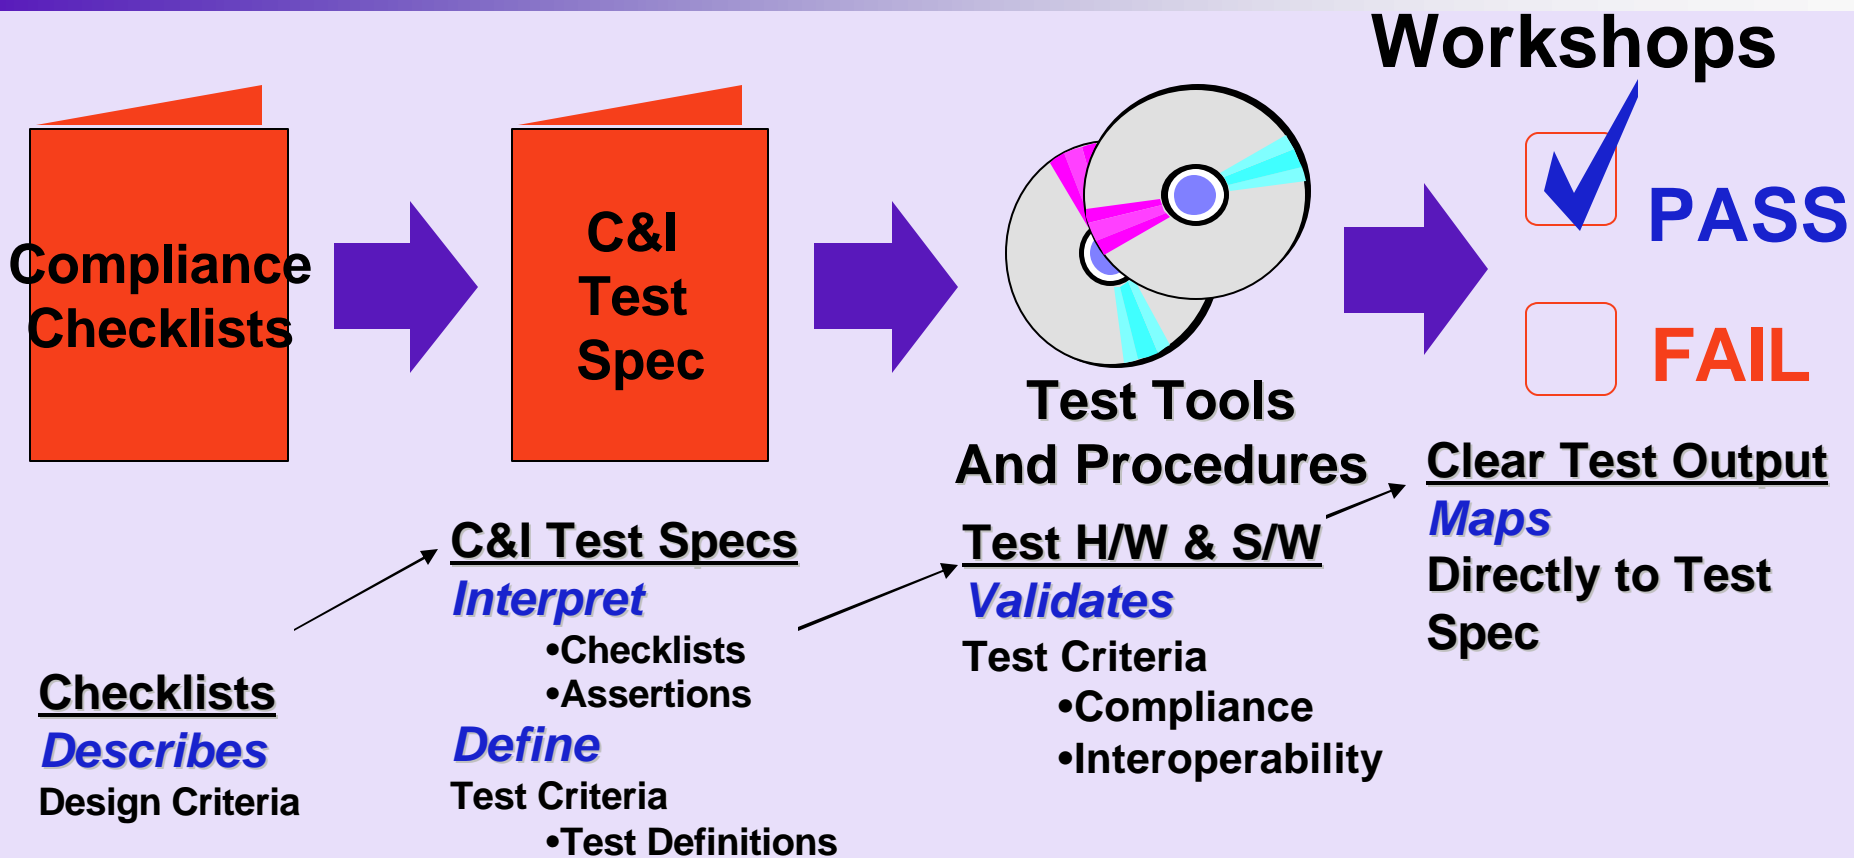 Workshops
Compliance
Checklists
C&I
Test
Spec
Test Tools
And Procedures
PASS
FAIL
Checklists
Describes
Design Criteria
C&I Test Specs
Interpret
•Checklists
•Assertions
Define
Test Criteria
•Test Definitions
Test H/W & S/W
Validates
Test Criteria
•Compliance
•Interoperability
Clear Test Output
Maps
Directly to Test
Spec